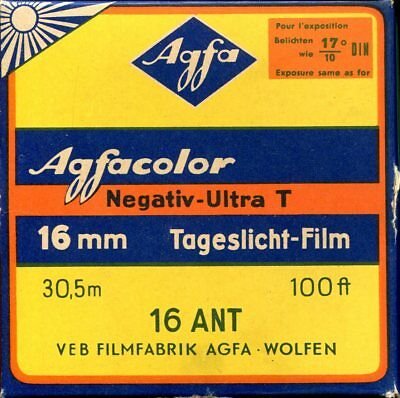 Agfa
Pour l'exposition
Belichten wie 17°/10 DIN
Exposure same as for
Agfacolor
Negativ-Ultra T
16 mm Tageslicht-Film
30,5m 100 ft
16 ANT
VEB FILMFABRIK AGFA · WOLFEN